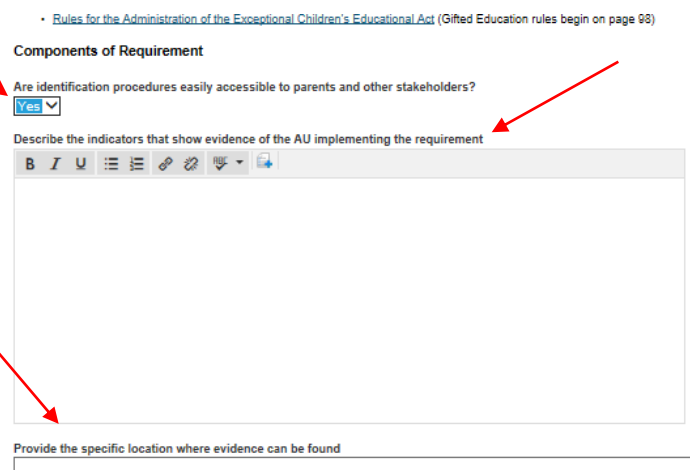 • Rules for the Administration of the Exceptional Children's Educational Act (Gifted Education rules begin on page 98)
Components of Requirement
Are identification procedures easily accessible to parents and other stakeholders?
Yes
Describe the indicators that show evidence of the AU implementing the requirement
B I U ABC
Provide the specific location where evidence can be found